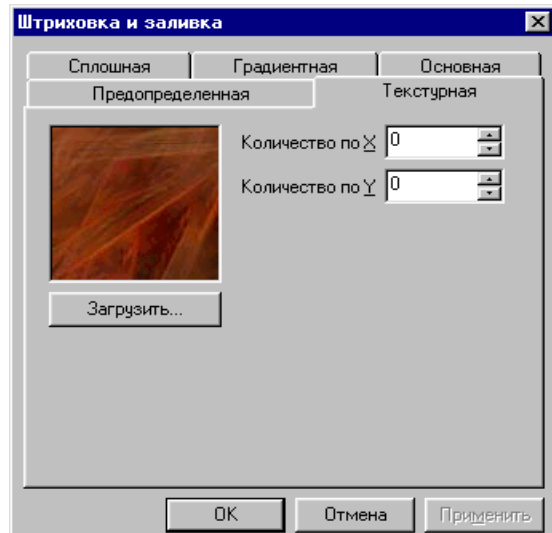 Штриховка и заливка
Сплошная Градиентная Основная
Предопределенная Текстурная
Количество по X 0
Количество по Y 0
Загрузить...
OK Отмена Применить